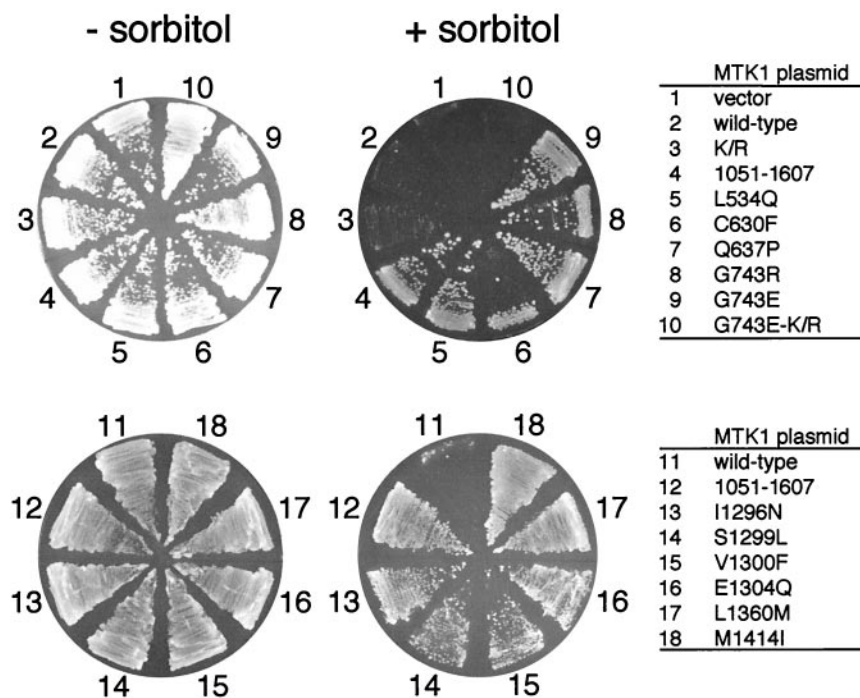 - sorbitol
+ sorbitol
1
10
2
9
3
8
4
7
5
6
1
10
2
9
3
8
4
7
5
6
MTK1 plasmid
1 vector
2 wild-type
3 K/R
4 1051-1607
5 L534Q
6 C630F
7 Q637P
8 G743R
9 G743E
10 G743E-K/R
11
18
12
17
13
16
14
15
11
18
12
17
13
16
14
15
MTK1 plasmid
11 wild-type
12 1051-1607
13 I1296N
14 S1299L
15 V1300F
16 E1304Q
17 L1360M
18 M1414I